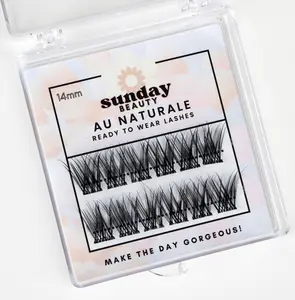 14mm
sunday
BEAUTY
AU NATURALE
READY TO WEAR LASHES
MAKE THE DAY GORGEOUS!